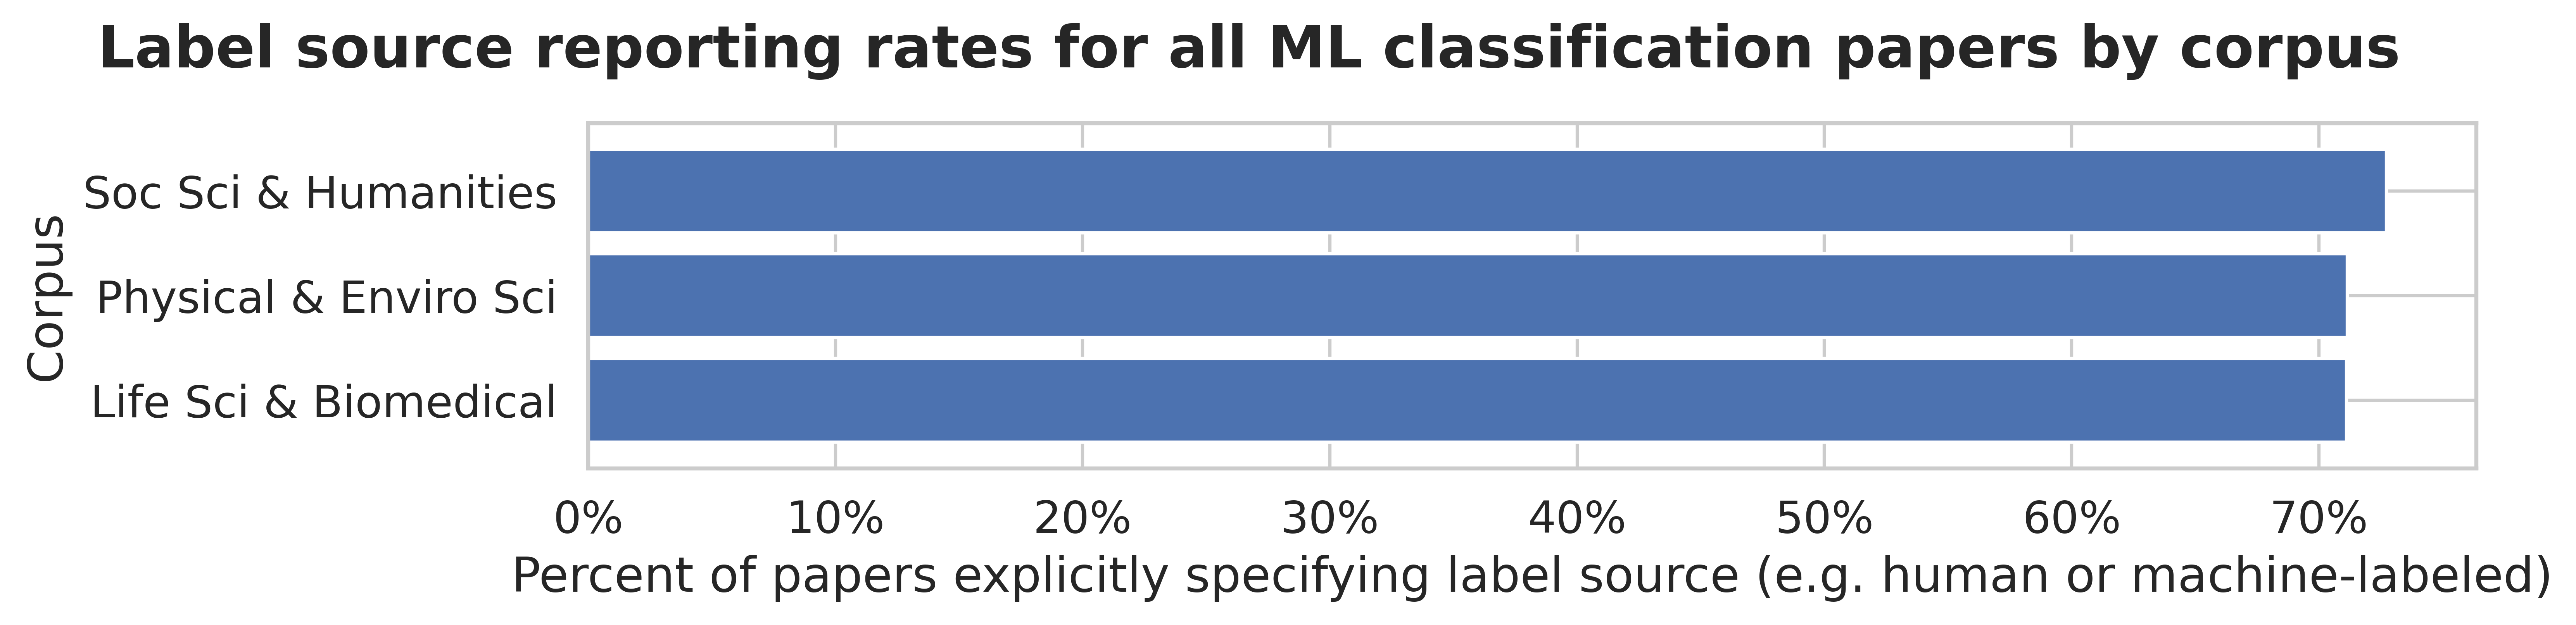 Label source reporting rates for all ML classification papers by corpus
Corpus
Soc Sci & Humanities
Physical & Enviro Sci
Life Sci & Biomedical
0% 10% 20% 30% 40% 50% 60% 70%
Percent of papers explicitly specifying label source (e.g. human or machine-labeled)